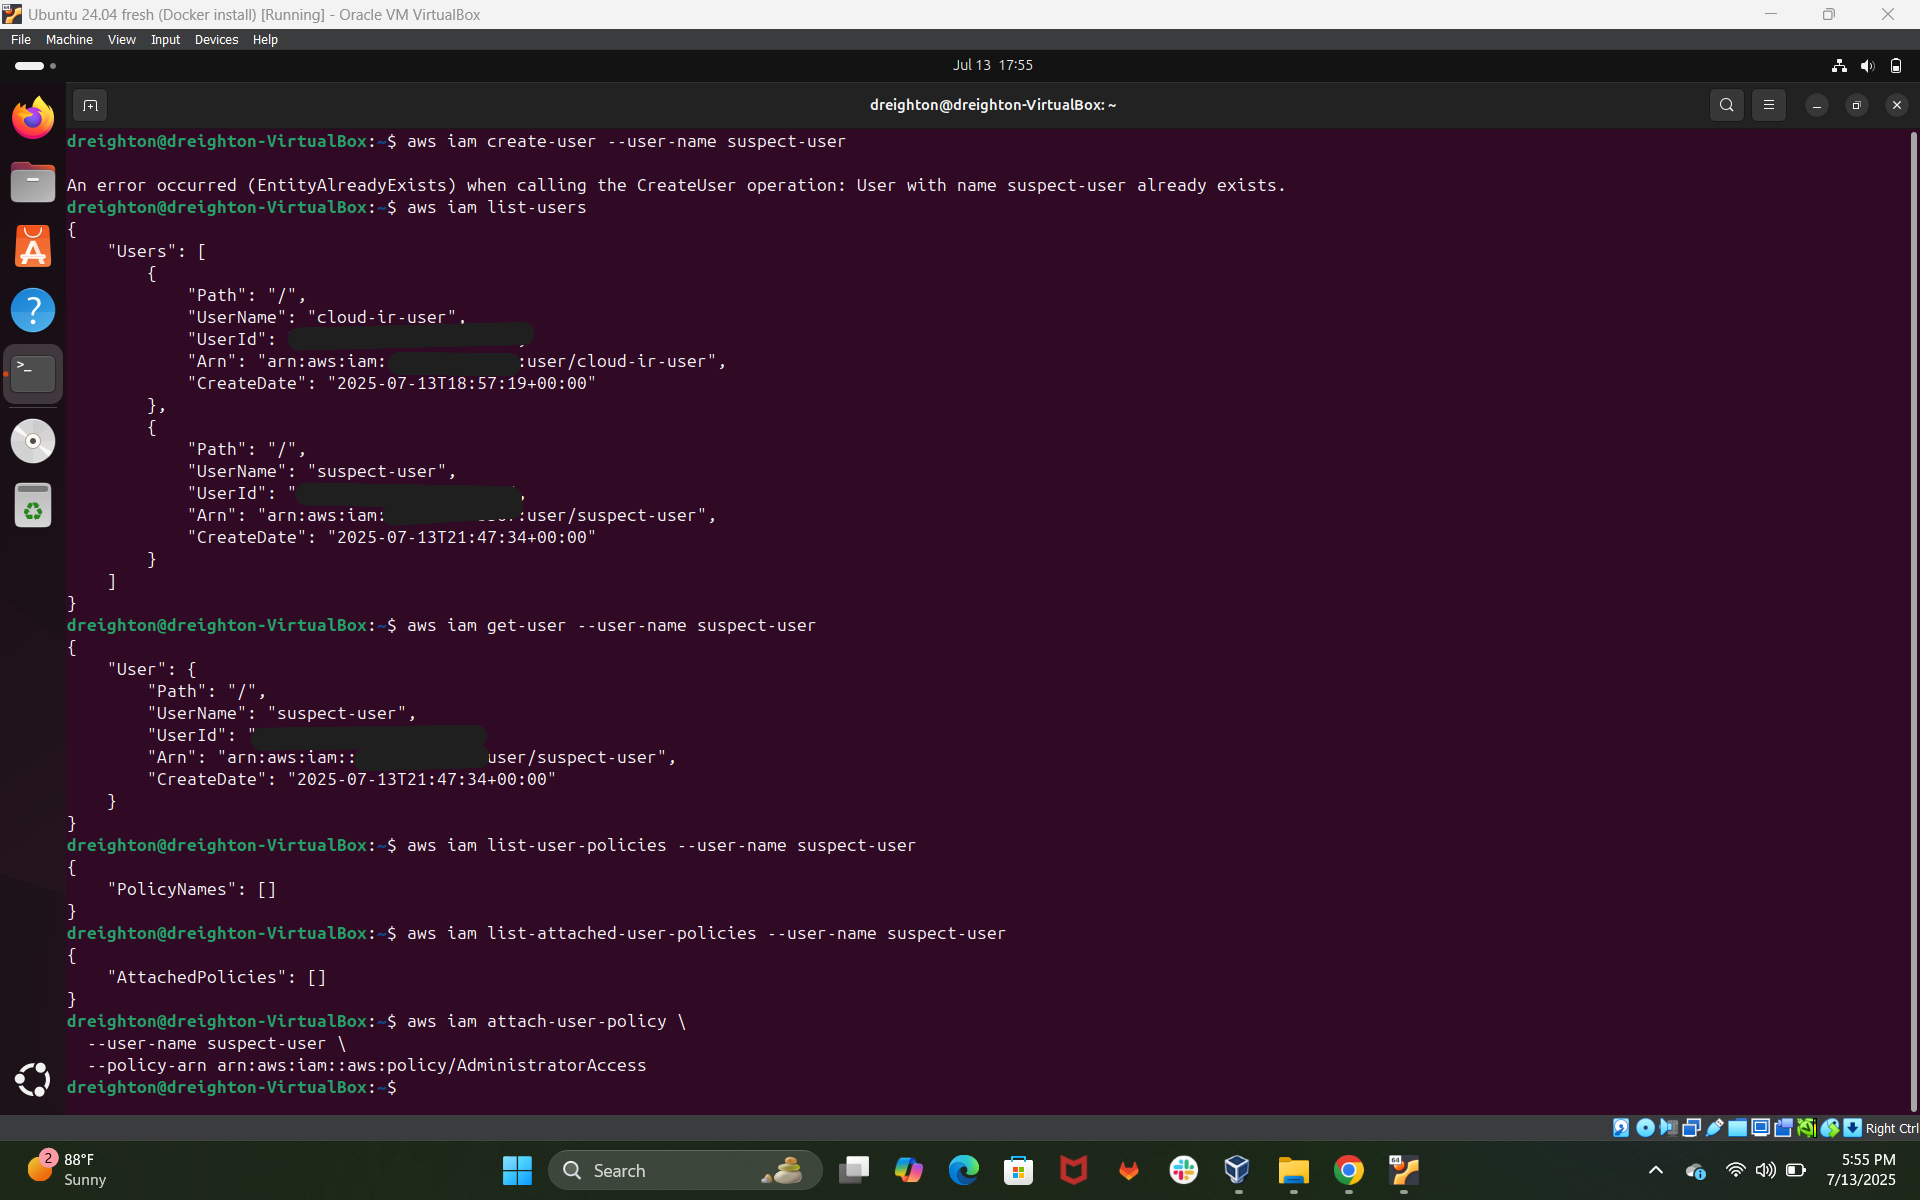 Ubuntu 24.04 fresh (Docker install) [Running] - Oracle VM VirtualBox
File Machine View Input Devices Help
Jul 13 17:55
dreighton@dreighton-VirtualBox: ~
dreighton@dreighton-VirtualBox:~$ aws iam create-user --user-name suspect-user
An error occurred (EntityAlreadyExists) when calling the CreateUser operation: User with name suspect-user already exists.
dreighton@dreighton-VirtualBox:~$ aws iam list-users
{
"Users": [
{
"Path": "/",
"UserName": "cloud-ir-user",
"UserId":
"Arn": "arn:aws:iam: :user/cloud-ir-user",
"CreateDate": "2025-07-13T18:57:19+00:00"
},
{
"Path": "/",
"UserName": "suspect-user",
"UserId": " ,
"Arn": "arn:aws:iam: :user/suspect-user",
"CreateDate": "2025-07-13T21:47:34+00:00"
}
]
}
dreighton@dreighton-VirtualBox:~$ aws iam get-user --user-name suspect-user
{
"User": {
"Path": "/",
"UserName": "suspect-user",
"UserId": "
"Arn": "arn:aws:iam:: user/suspect-user",
"CreateDate": "2025-07-13T21:47:34+00:00"
}
}
dreighton@dreighton-VirtualBox:~$ aws iam list-user-policies --user-name suspect-user
{
"PolicyNames": []
}
dreighton@dreighton-VirtualBox:~$ aws iam list-attached-user-policies --user-name suspect-user
{
"AttachedPolicies": []
}
dreighton@dreighton-VirtualBox:~$ aws iam attach-user-policy \
--user-name suspect-user \
--policy-arn arn:aws:iam::aws:policy/AdministratorAccess
dreighton@dreighton-VirtualBox:~$
Right Ctrl
2
88°F
Sunny
Search
64
5:55 PM
7/13/2025